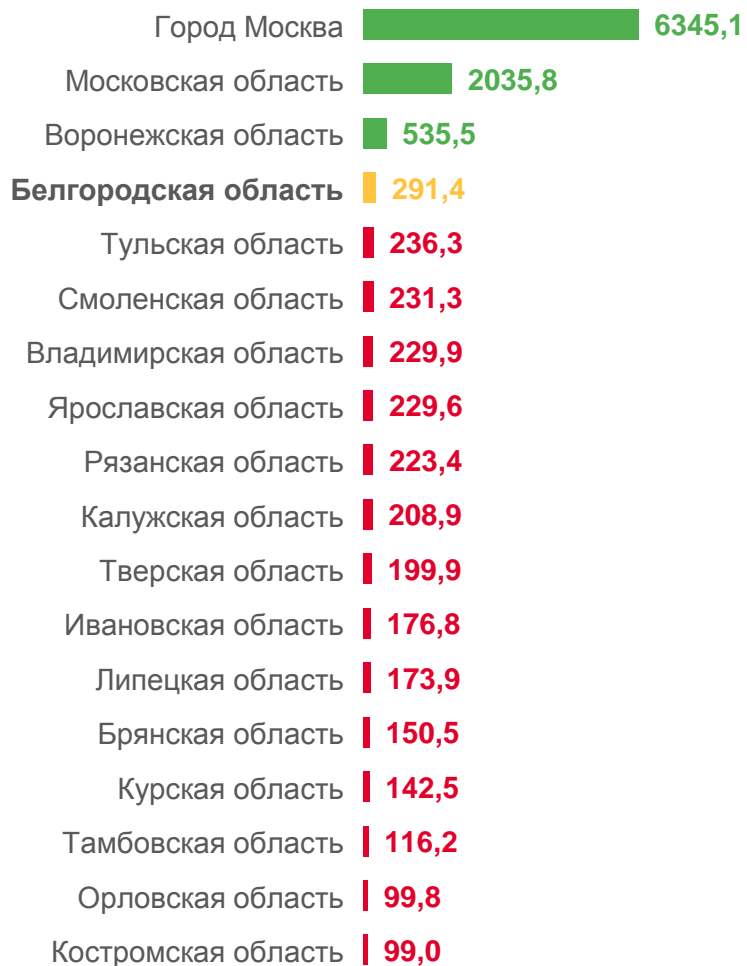 Город Москва 6345,1
Московская область 2035,8
Воронежская область 535,5
Белгородская область 291,4
Тульская область 236,3
Смоленская область 231,3
Владимирская область 229,9
Ярославская область 229,6
Рязанская область 223,4
Калужская область 208,9
Тверская область 199,9
Ивановская область 176,8
Липецкая область 173,9
Брянская область 150,5
Курская область 142,5
Тамбовская область 116,2
Орловская область 99,8
Костромская область 99,0